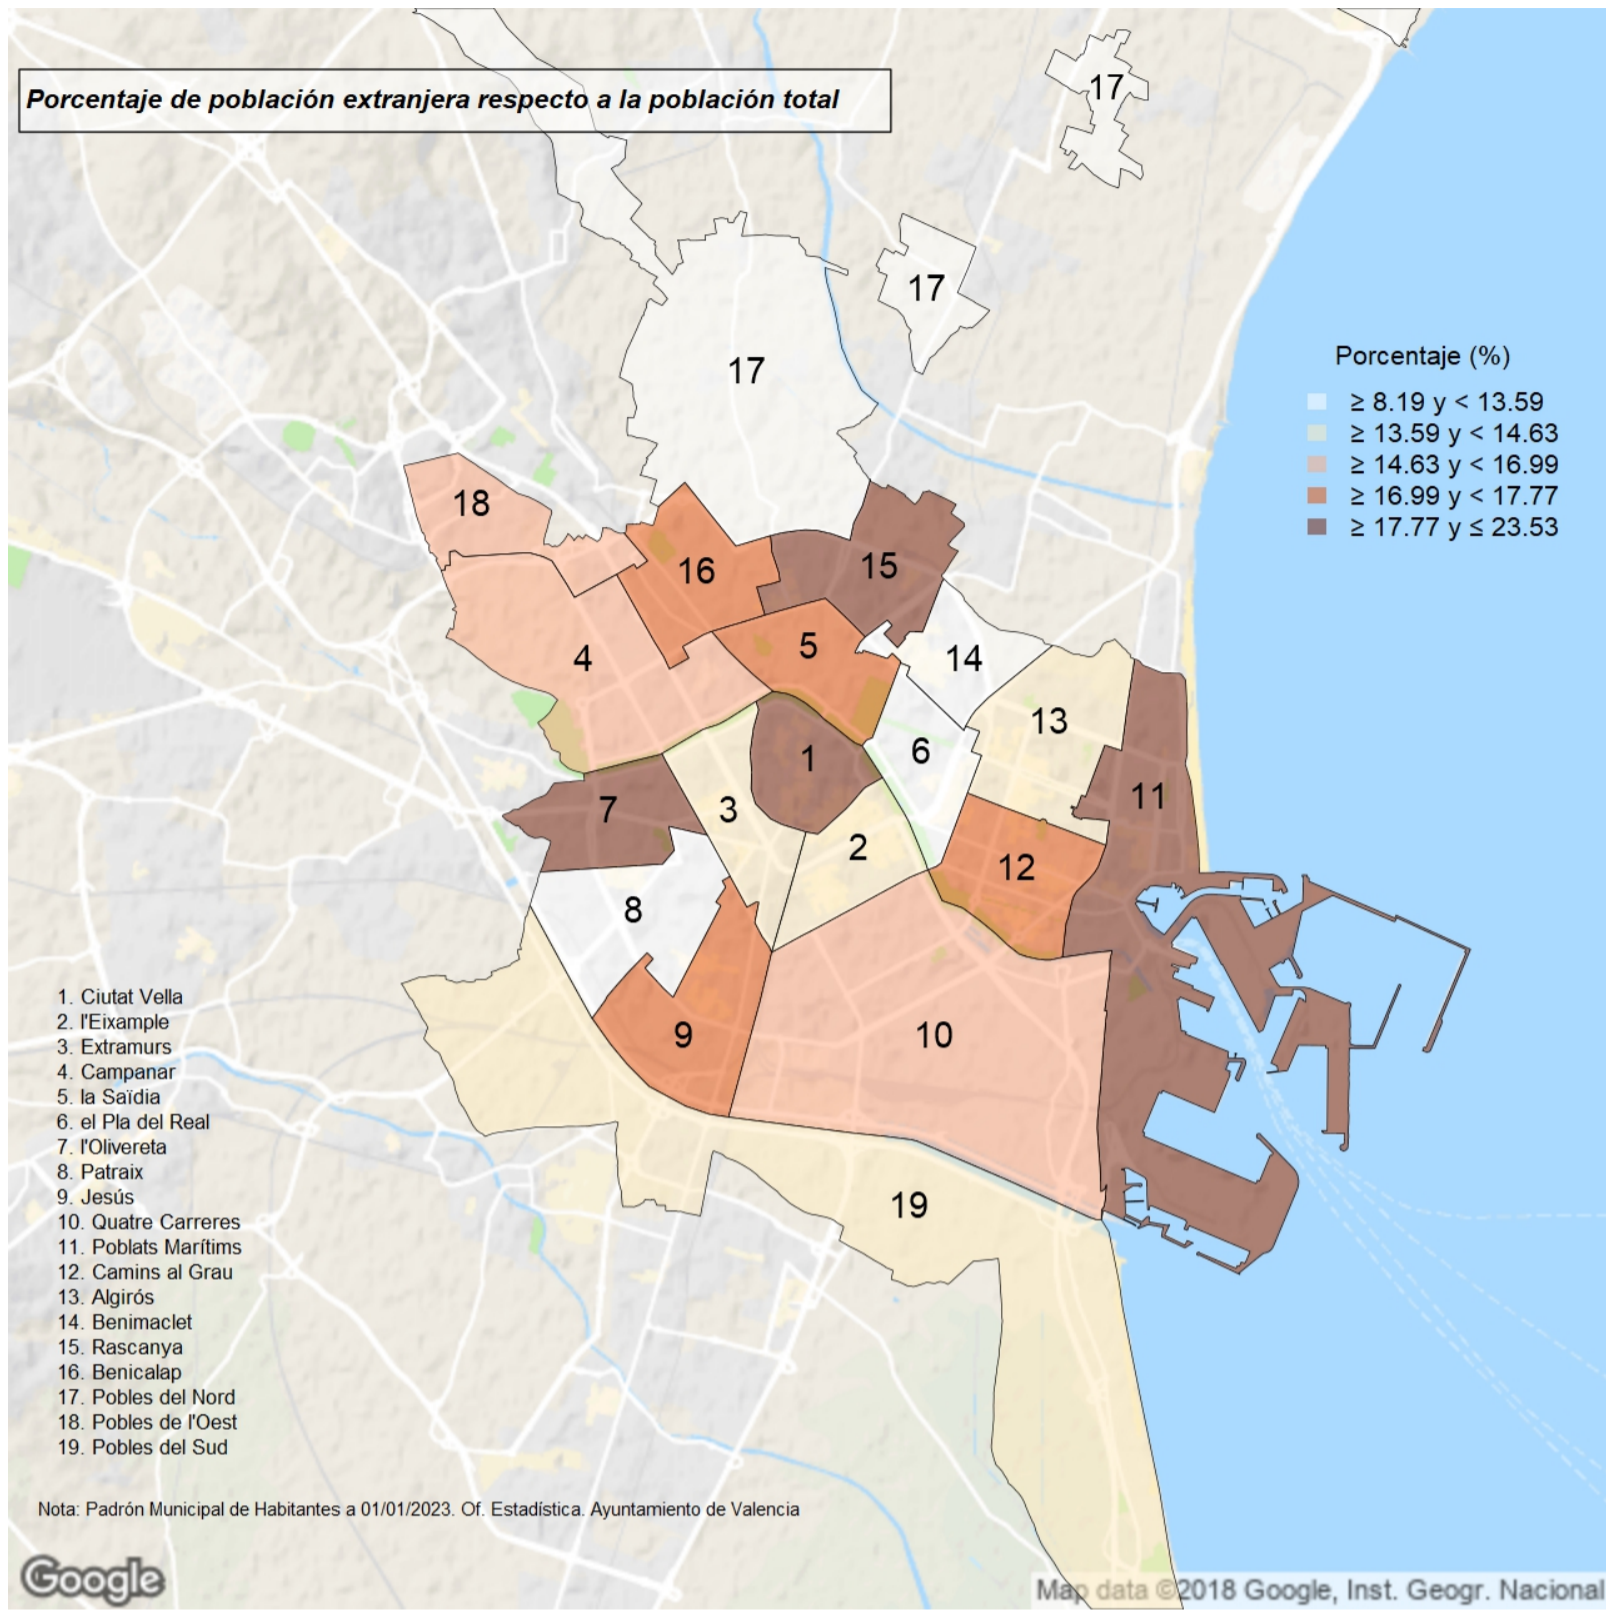 Porcentaje de población extranjera respecto a la población total
17
17
17
Porcentaje (%)
≥ 8.19 y < 13.59
≥ 13.59 y < 14.63
≥ 14.63 y < 16.99
≥ 16.99 y < 17.77
≥ 17.77 y ≤ 23.53
18
16
15
5
4
14
13
6
1
11
7
3
2
12
8
9
10
19
1. Ciutat Vella
2. l'Eixample
3. Extramurs
4. Campanar
5. la Saïdia
6. el Pla del Real
7. l'Olivereta
8. Patraix
9. Jesús
10. Quatre Carreres
11. Poblats Marítims
12. Camins al Grau
13. Algirós
14. Benimaclet
15. Rascanya
16. Benicalap
17. Pobles del Nord
18. Pobles de l'Oest
19. Pobles del Sud
Nota: Padrón Municipal de Habitantes a 01/01/2023. Of. Estadística. Ayuntamiento de Valencia
Google
Map data ©2018 Google, Inst. Geogr. Nacional